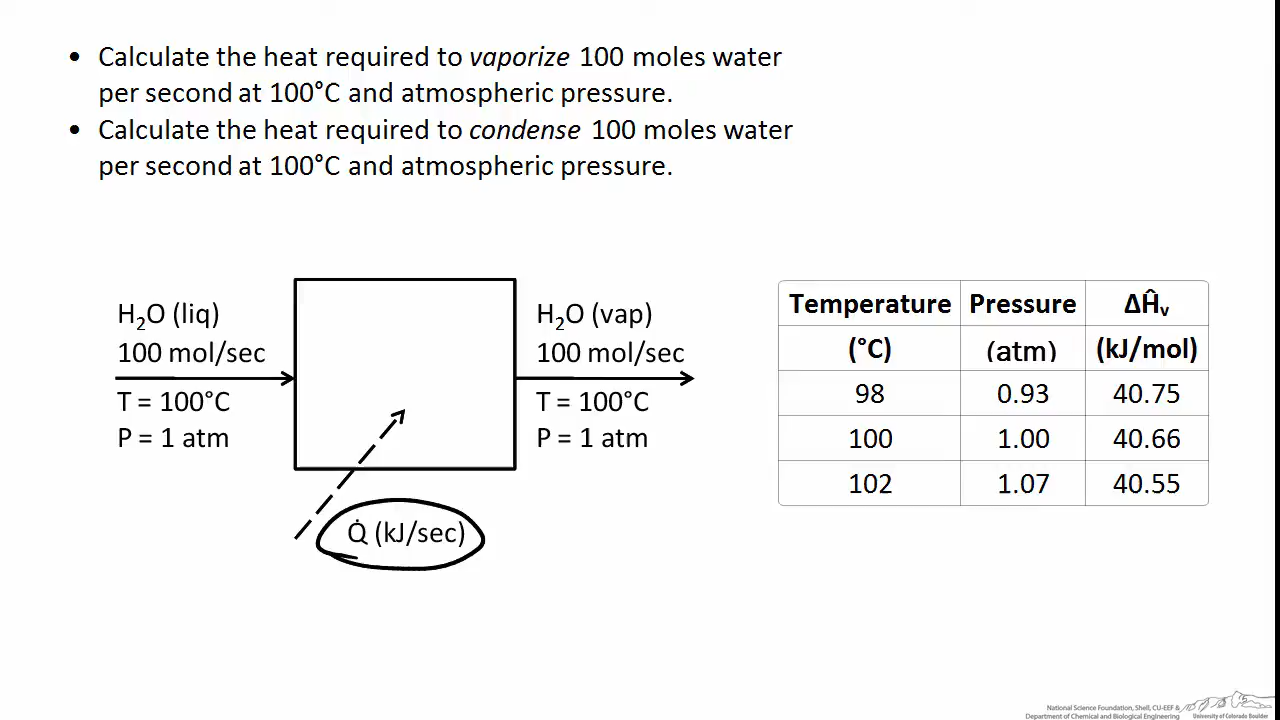 • Calculate the heat required to vaporize 100 moles water
per second at 100°C and atmospheric pressure.
• Calculate the heat required to condense 100 moles water
per second at 100°C and atmospheric pressure.
H₂O (liq)
100 mol/sec
T = 100°C
P = 1 atm
H₂O (vap)
100 mol/sec
T = 100°C
P = 1 atm
Q̇ (kJ/sec)
Temperature Pressure ΔĤᵥ
(°C) (atm) (kJ/mol)
98 0.93 40.75
100 1.00 40.66
102 1.07 40.55
National Science Foundation, Shell, CU-EEF &
Department of Chemical and Biological Engineering
University of Colorado Boulder